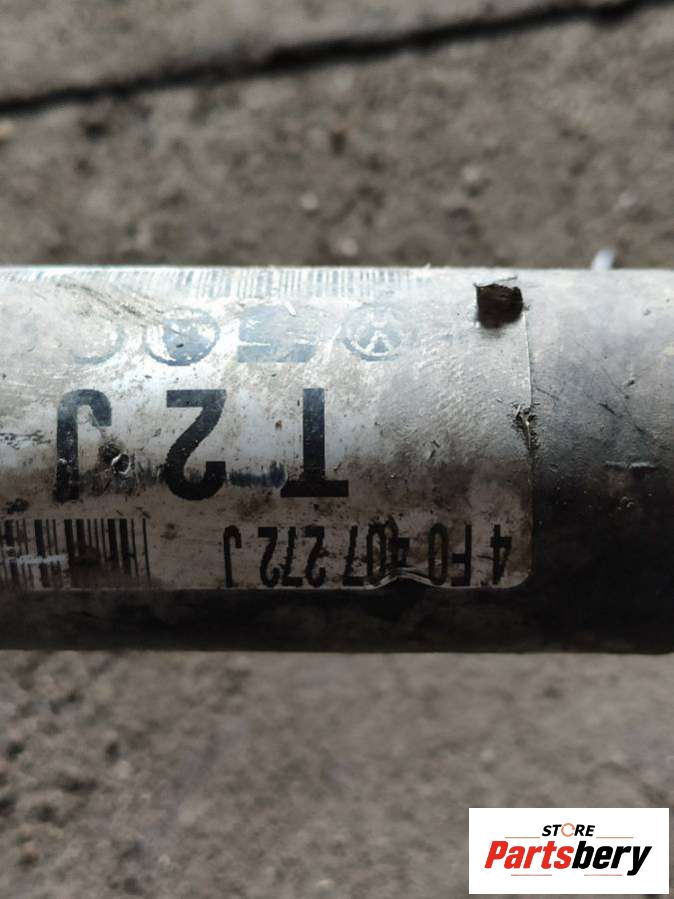 4F0 407 272 J
T2J
STORE
Partsbery